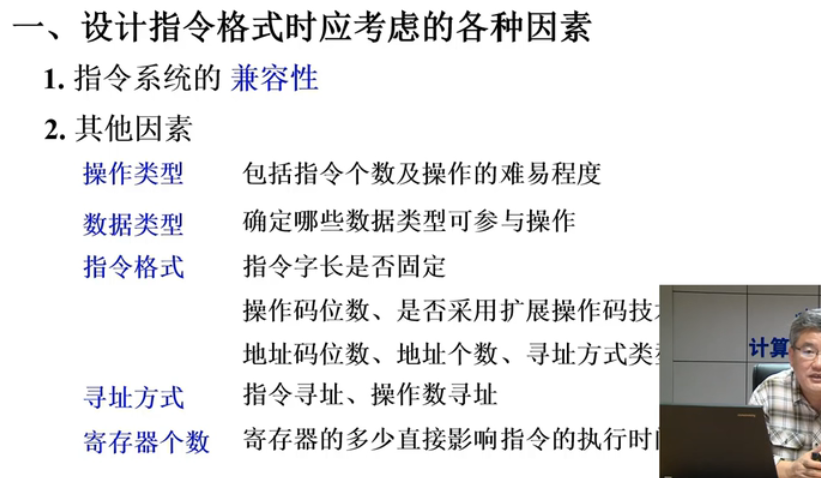 一、设计指令格式时应考虑的各种因素
1. 指令系统的 兼容性
2. 其他因素
操作类型 包括指令个数及操作的难易程度
数据类型 确定哪些数据类型可参与操作
指令格式 指令字长是否固定
操作码位数、是否采用扩展操作码技
地址码位数、地址个数、寻址方式类
计算
寻址方式 指令寻址、操作数寻址
寄存器个数 寄存器的多少直接影响指令的执行时